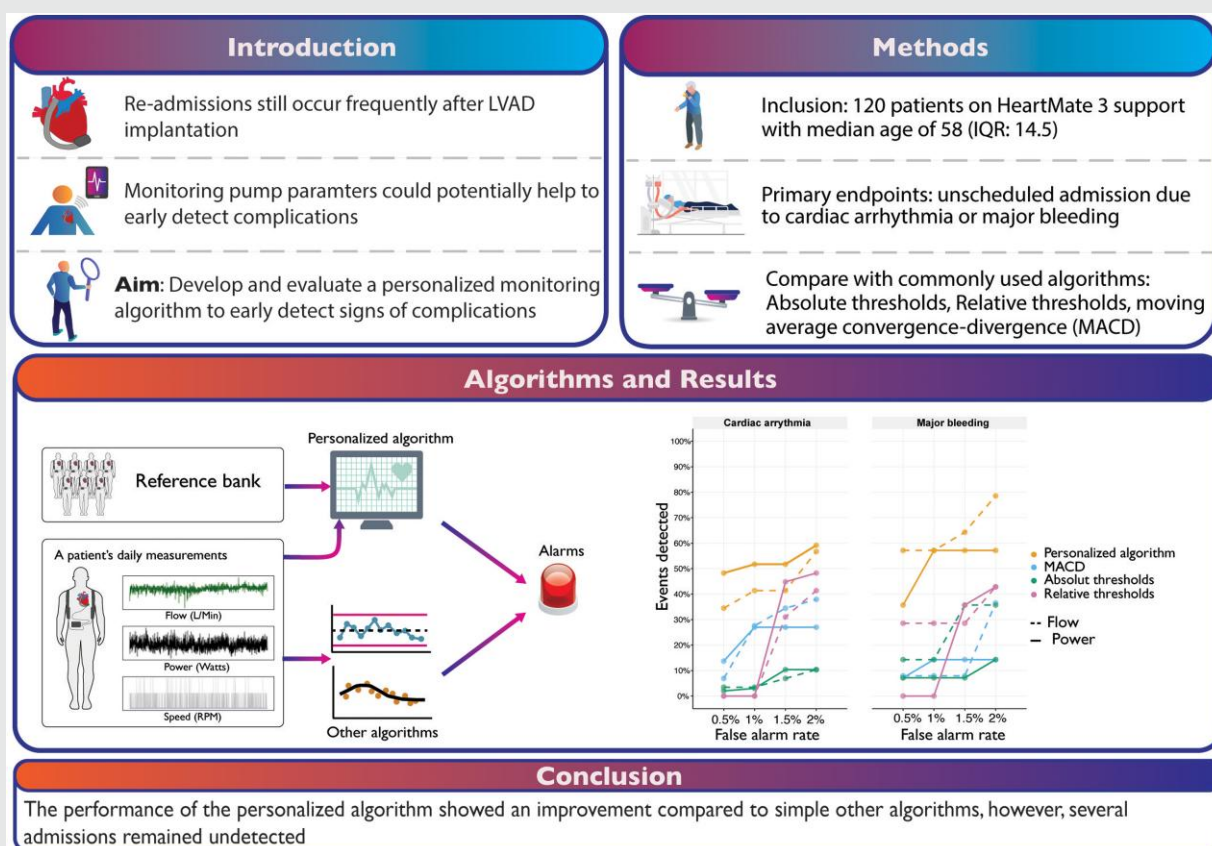 Introduction
Re-admissions still occur frequently after LVAD
implantation
Monitoring pump paramters could potentially help to
early detect complications
Aim: Develop and evaluate a personalized monitoring
algorithm to early detect signs of complications
Methods
Inclusion: 120 patients on HeartMate 3 support
with median age of 58 (IQR: 14.5)
Primary endpoints: unscheduled admission due
to cardiac arrhythmia or major bleeding
Compare with commonly used algorithms:
Absolute thresholds, Relative thresholds, moving
average convergence-divergence (MACD)
Algorithms and Results
Reference bank
Personalized algorithm
A patient's daily measurements
Flow (L/Min)
Power (Watts)
Speed (RPM)
Other algorithms
Alarms
Cardiac arrythmia
Major bleeding
Events detected
100%
90%
80%
70%
60%
50%
40%
30%
20%
10%
0%
0.5% 1% 1.5% 2%
False alarm rate
0.5% 1% 1.5% 2%
False alarm rate
Personalized algorithm
MACD
Absolut thresholds
Relative thresholds
Flow
Power
Conclusion
The performance of the personalized algorithm showed an improvement compared to simple other algorithms, however, several
admissions remained undetected